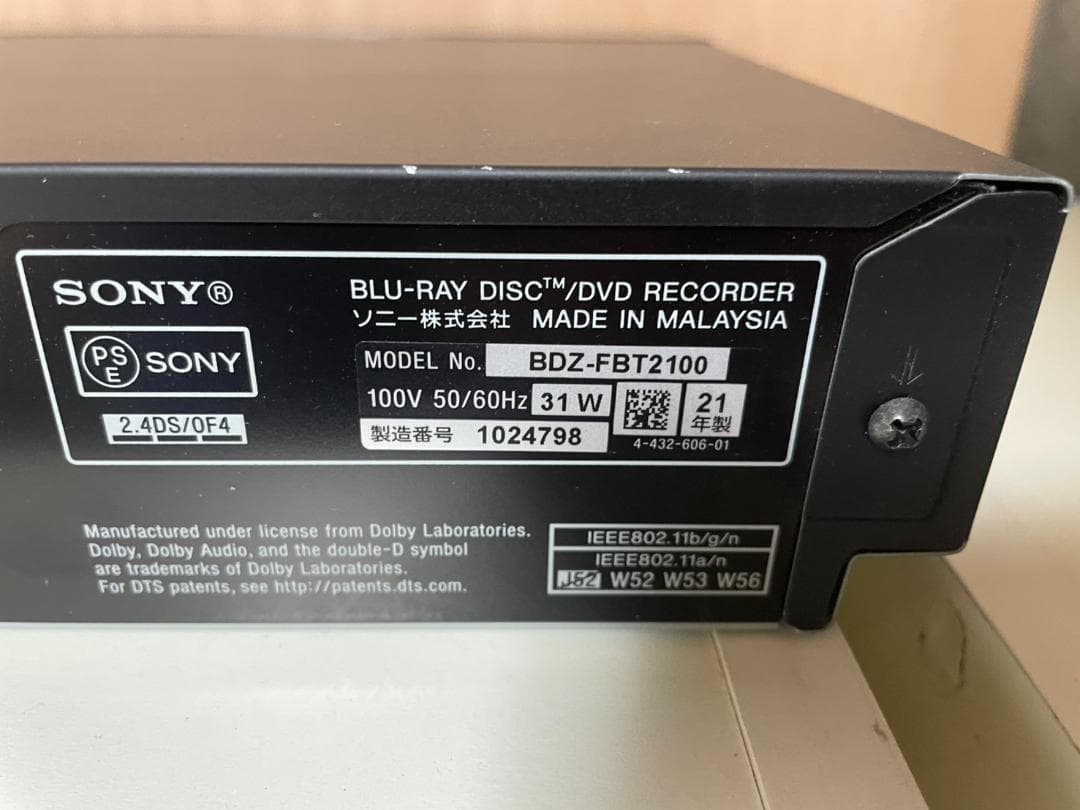 SONY®
BLU-RAY DISC™/DVD RECORDER
ソニー株式会社 MADE IN MALAYSIA
PSE SONY
MODEL No. BDZ-FBT2100
100V 50/60Hz 31 W
21年製
2.4DS/OF4
製造番号 1024798
4-432-606-01
Manufactured under license from Dolby Laboratories.
Dolby, Dolby Audio, and the double-D symbol
are trademarks of Dolby Laboratories.
For DTS patents, see http://patents.dts.com.
IEEE802.11b/g/n
IEEE802.11a/n
J52 W52 W53 W56